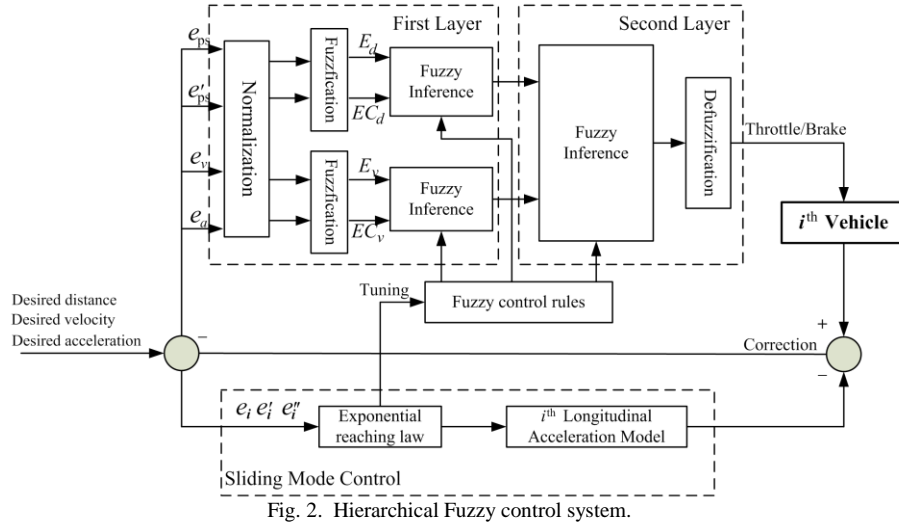 First Layer
Second Layer
e_ps
e'_ps
e_v
e_a
Normalization
Fuzzfication
E_d
EC_d
Fuzzy
Inference
Fuzzfication
E_v
EC_v
Fuzzy
Inference
Fuzzy
Inference
Defuzzification
Throttle/Brake
i^th Vehicle
Tuning
Fuzzy control rules
Desired distance
Desired velocity
Desired acceleration
−
+
Correction
−
e_i e'_i e''_i
Exponential
reaching law
i^th Longitudinal
Acceleration Model
Sliding Mode Control
Fig. 2. Hierarchical Fuzzy control system.